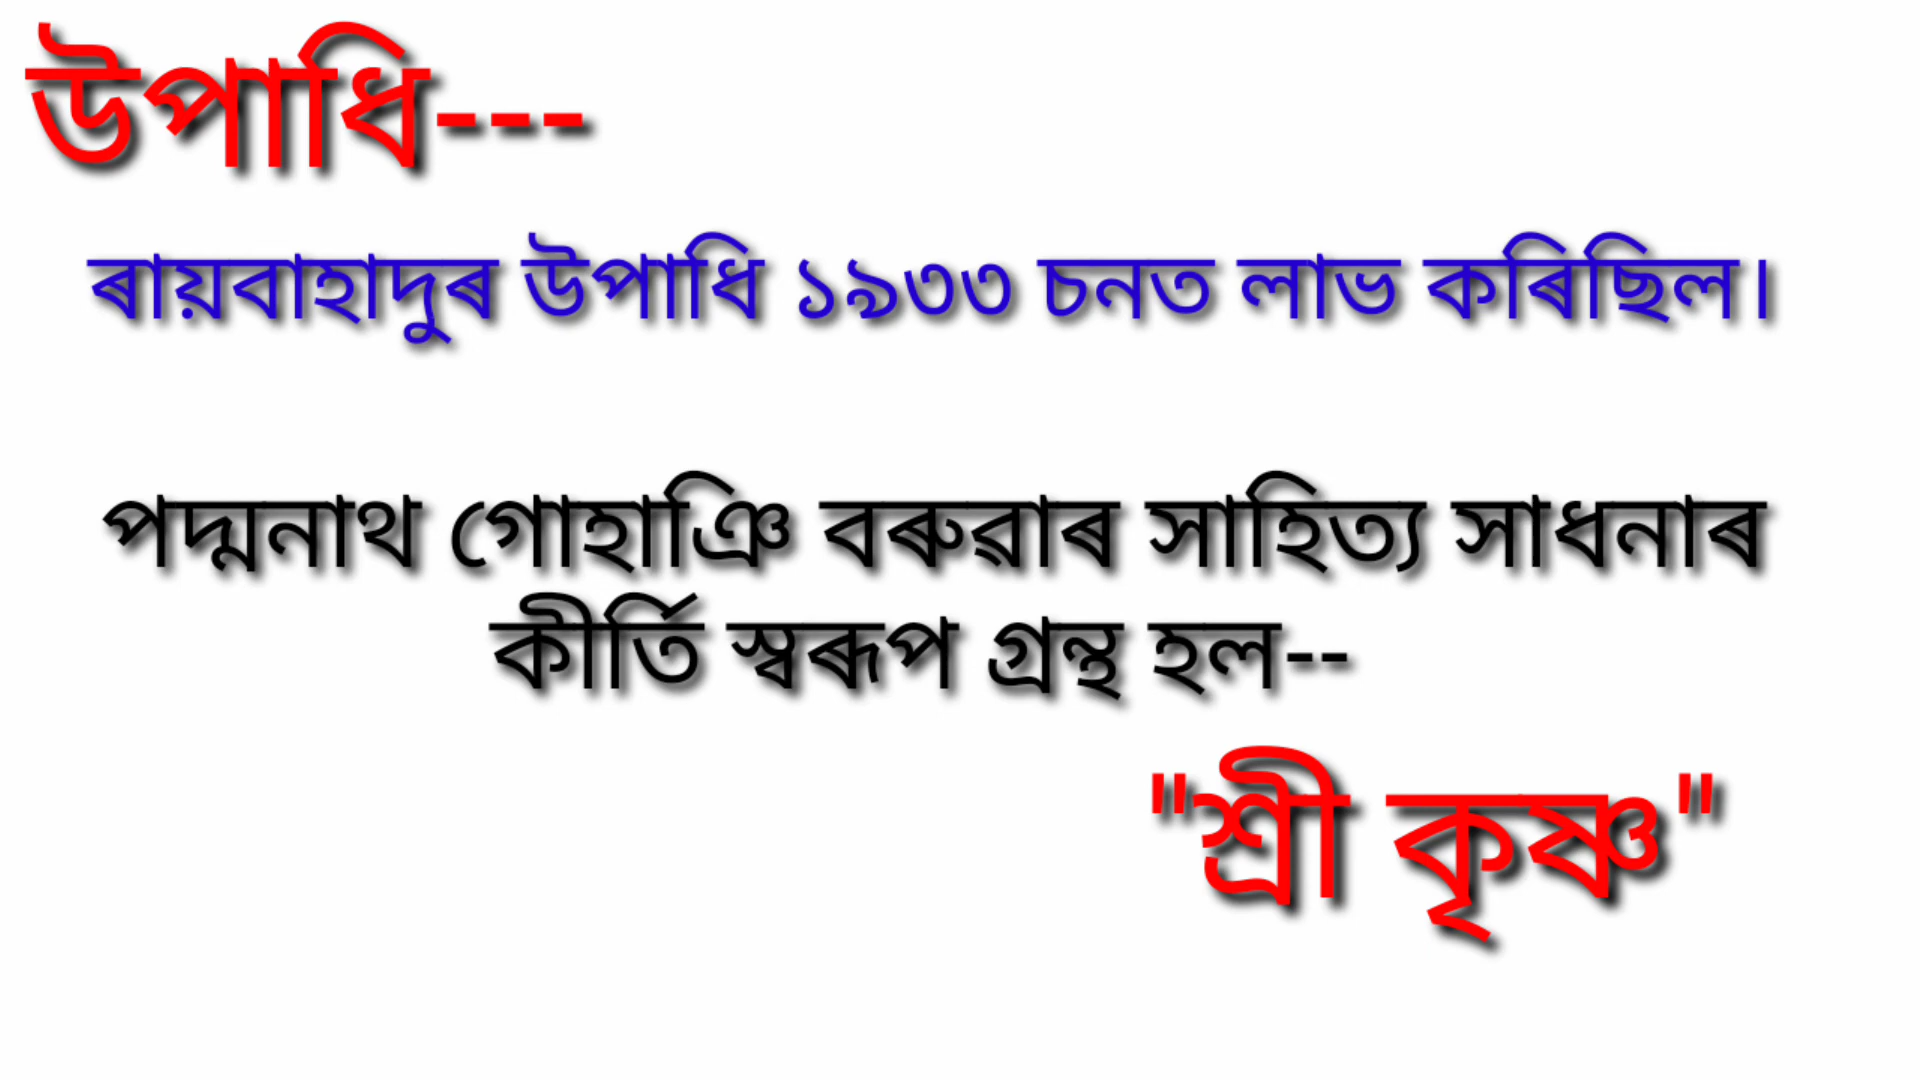 উপাধি---
ৰায়বাহাদুৰ উপাধি ১৯৩৩ চনত লাভ কৰিছিল।
পদ্মনাথ গোহাঞি বৰুৱাৰ সাহিত্য সাধনাৰ
কীৰ্তি স্বৰূপ গ্ৰন্থ হল--
"শ্ৰী কৃষ্ণ"